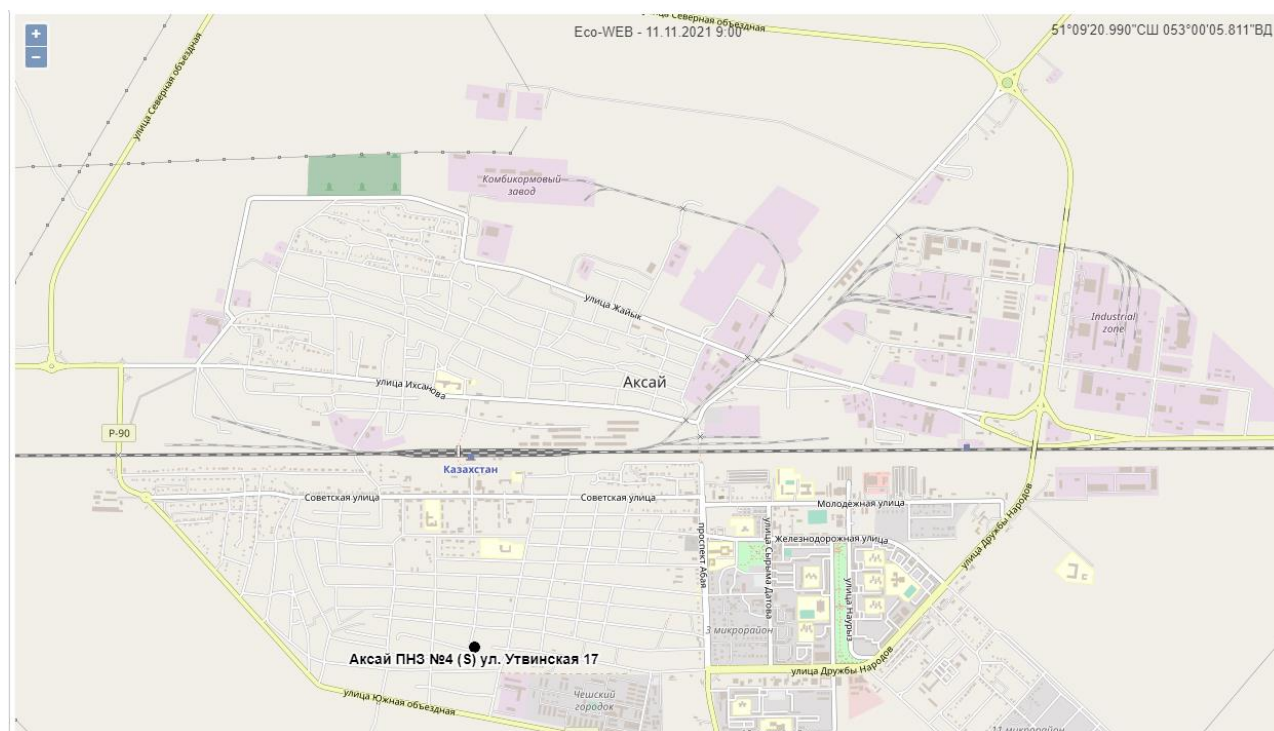 +
−
улица Северная объездная
Eco-WEB - 11.11.2021 9:00
51°09'20.990"СШ 053°00'05.811"ВД
улица Северная объездная
Комбикормовый
завод
улица Жайык
Industrial
zone
улица Ихсанова
Аксай
Р-90
Казахстан
Советская улица
Советская улица
Молодёжная улица
проспект Абая
улица Сырыма Датова
Железнодорожная улица
улица Наурыз
улица Дружбы Народов
3 микрорайон
Аксай ПНЗ №4 (S) ул. Утвинская 17
улица Дружбы Народов
улица Южная объездная
Чешский
городок
11 микрорайон